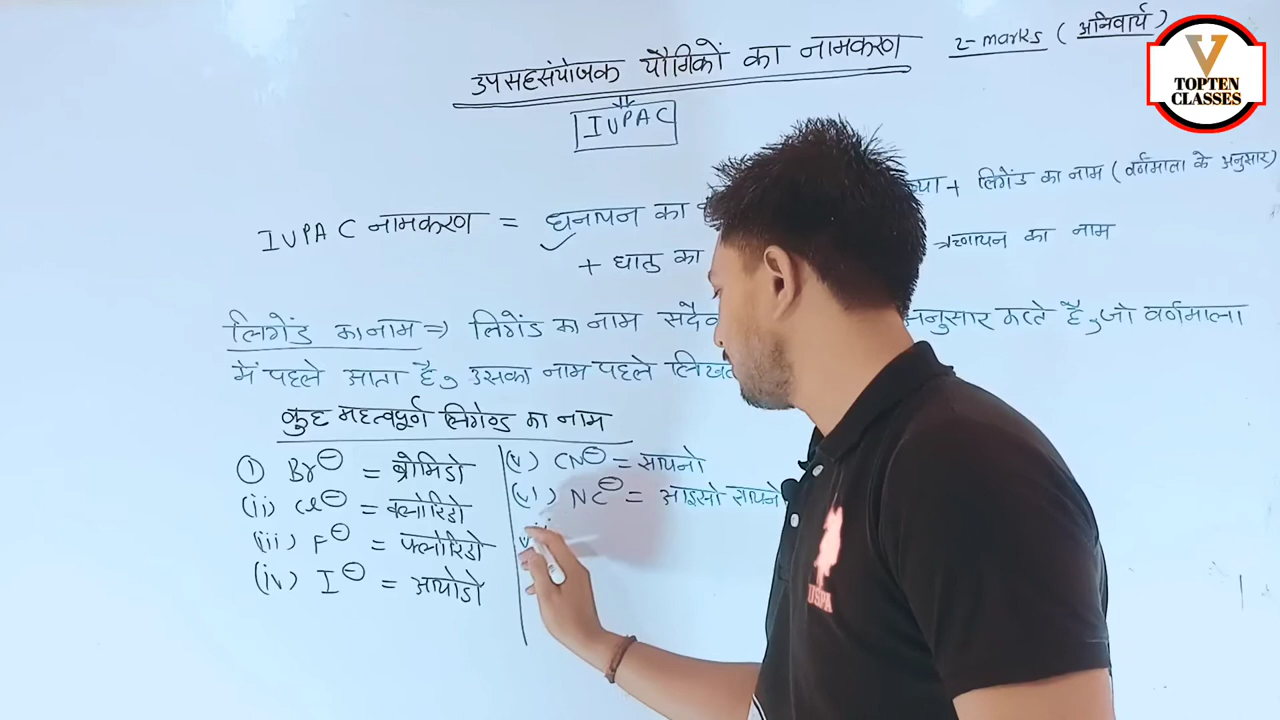 उपसहसंयोजक यौगिकों का नामकरण 2-marks (अनिवार्य)
IUPAC
V
TOPTEN
CLASSES
IUPAC नामकरण = धनायन का + लिगेंड का नाम (वर्णमाला के अनुसार)
+ धातु का ऋणायन का नाम
लिगेंड का नाम ⇒ लिगेंड का नाम सदैव अनुसार करते है, जो वर्णमाला
में पहले आता है, उसका नाम पहले
कुछ महत्वपूर्ण लिगेण्ड का नाम
① Br⊖ = ब्रोमिडो
(ii) Cl⊖ = क्लोरिडो
(iii) F⊖ = फ्लोरिडो
(iv) I⊖ = आयोडो
(v) CN⊖ = सायनो
(vi) NC⊖ = आइसो सायनो
USPA